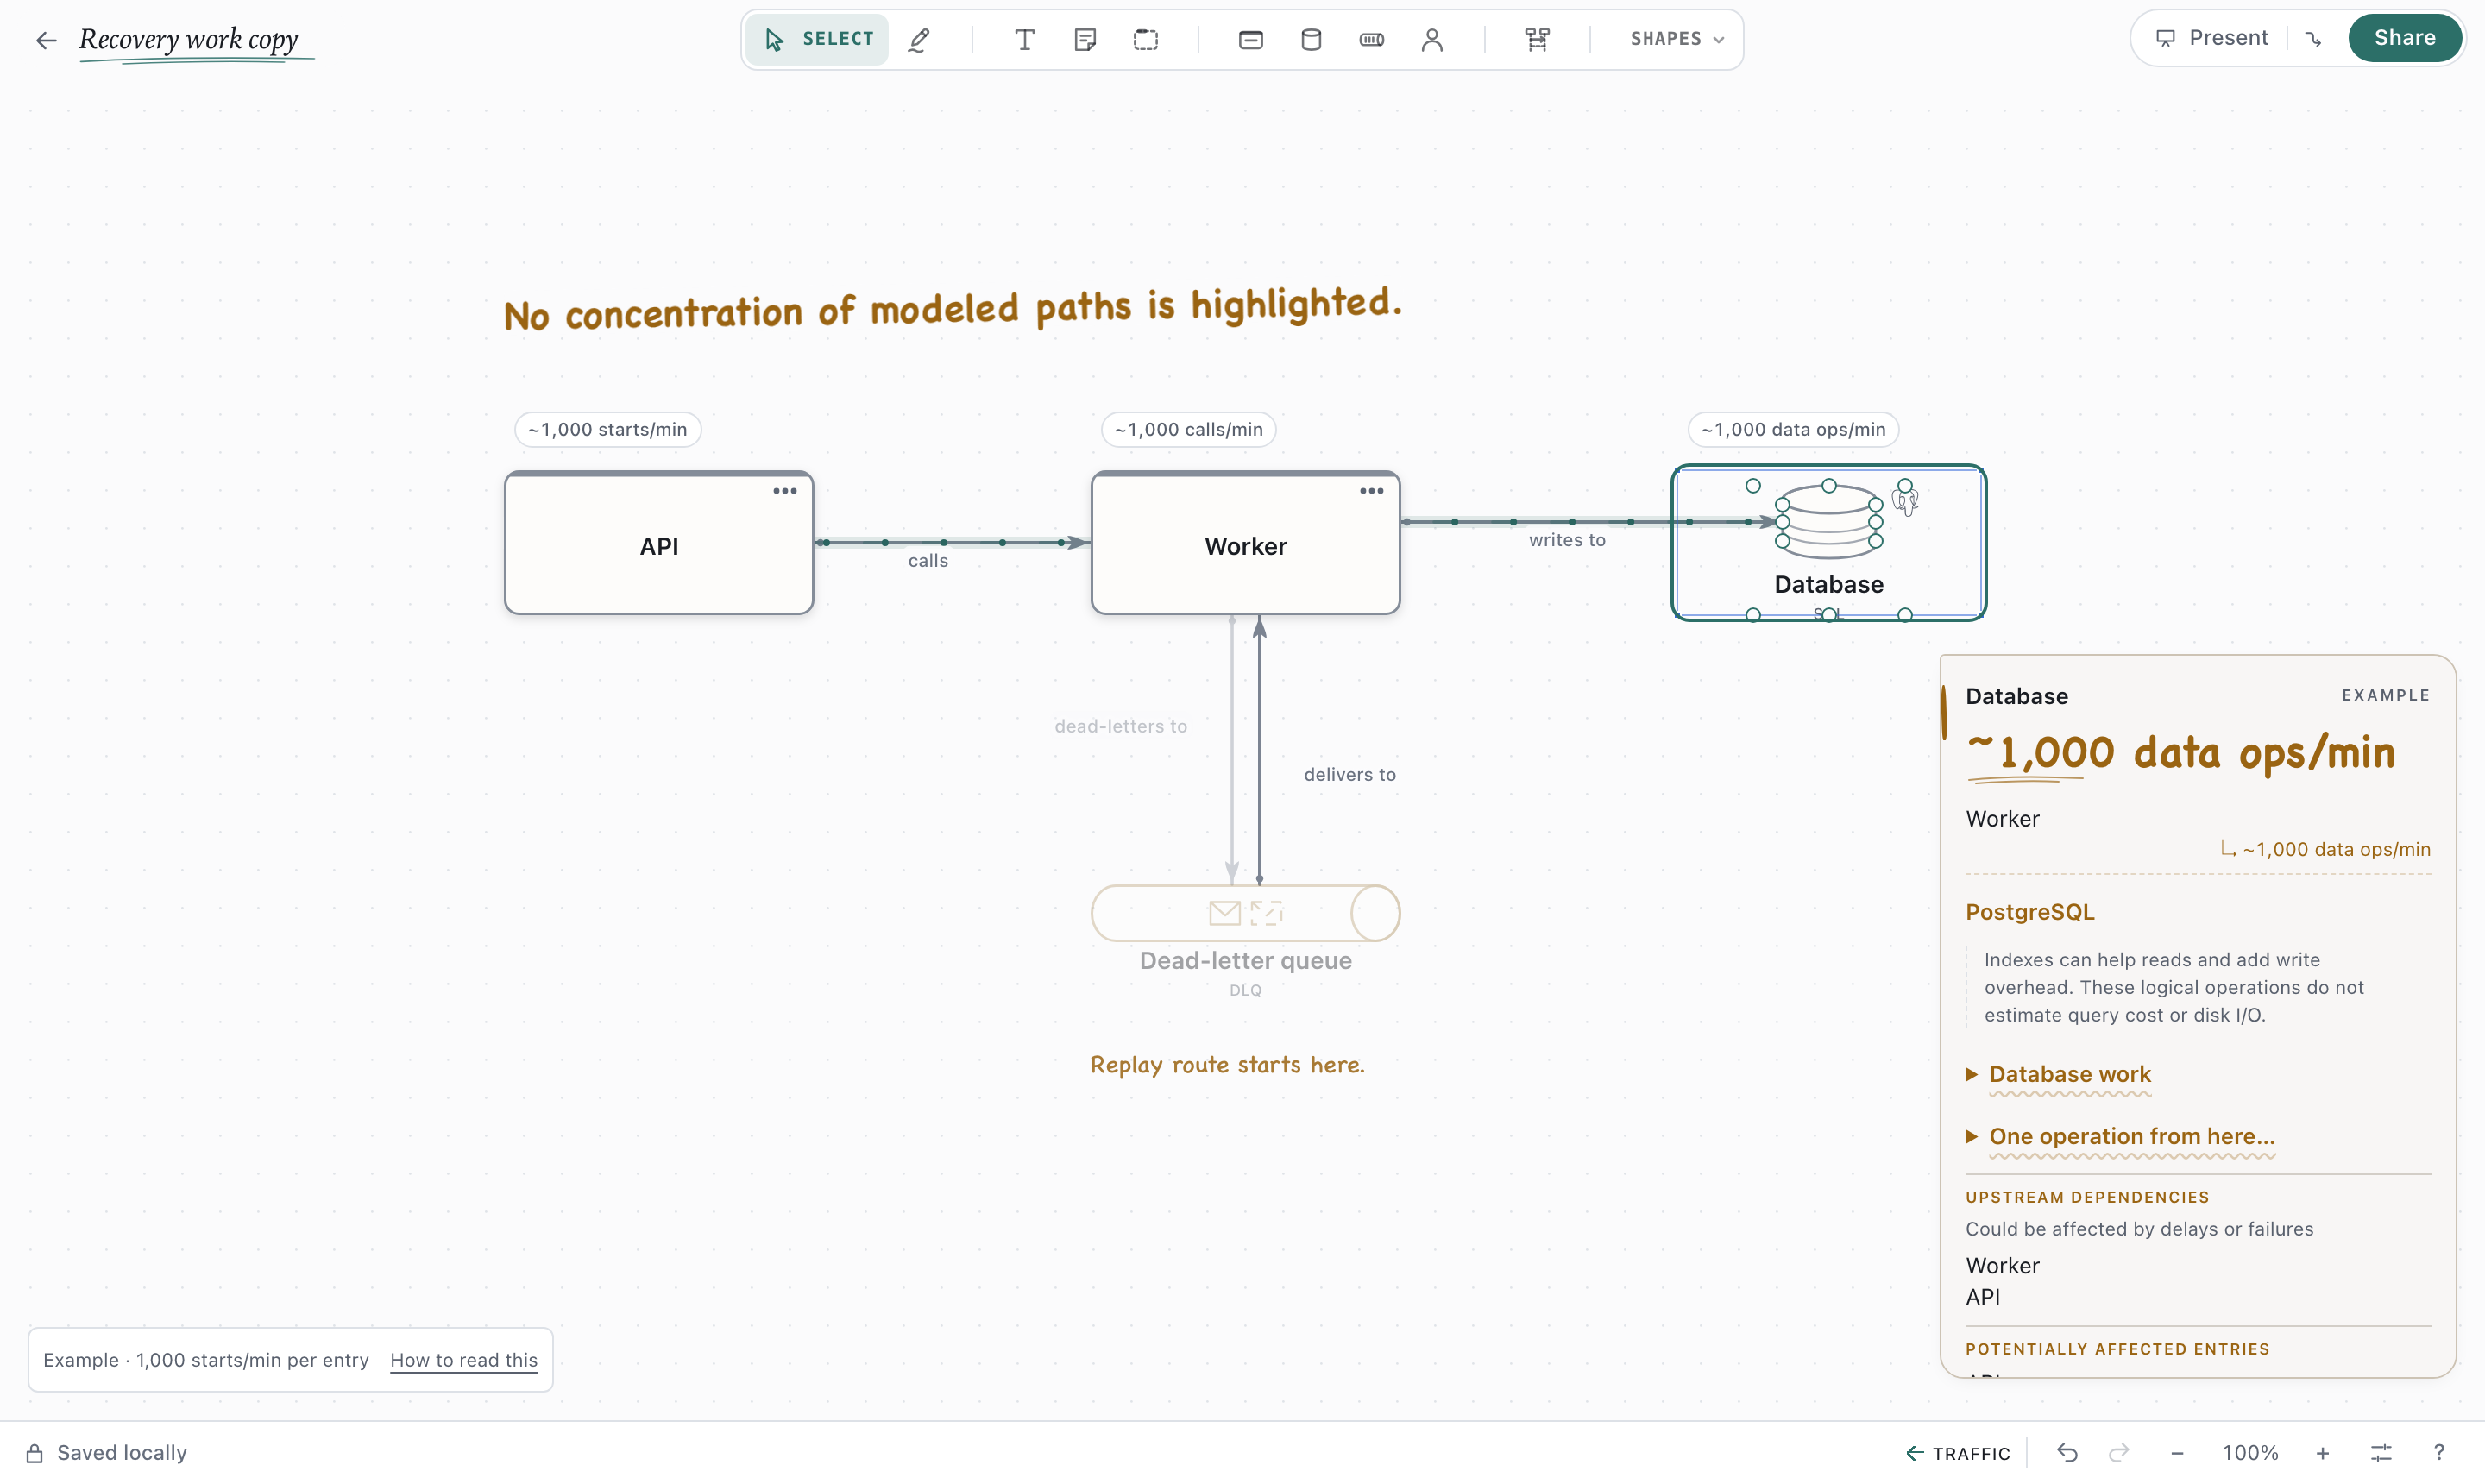 Recovery work copy
SELECT
SHAPES
Present
Share
No concentration of modeled paths is highlighted.
~1,000 starts/min
~1,000 calls/min
~1,000 data ops/min
API
calls
Worker
writes to
Database
SQL
dead-letters to
delivers to
Dead-letter queue
DLQ
Replay route starts here.
Database
EXAMPLE
~1,000 data ops/min
Worker
~1,000 data ops/min
PostgreSQL
Indexes can help reads and add write
overhead. These logical operations do not
estimate query cost or disk I/O.
Database work
One operation from here...
UPSTREAM DEPENDENCIES
Could be affected by delays or failures
Worker
API
POTENTIALLY AFFECTED ENTRIES
Example · 1,000 starts/min per entry How to read this
Saved locally
TRAFFIC
100%
?